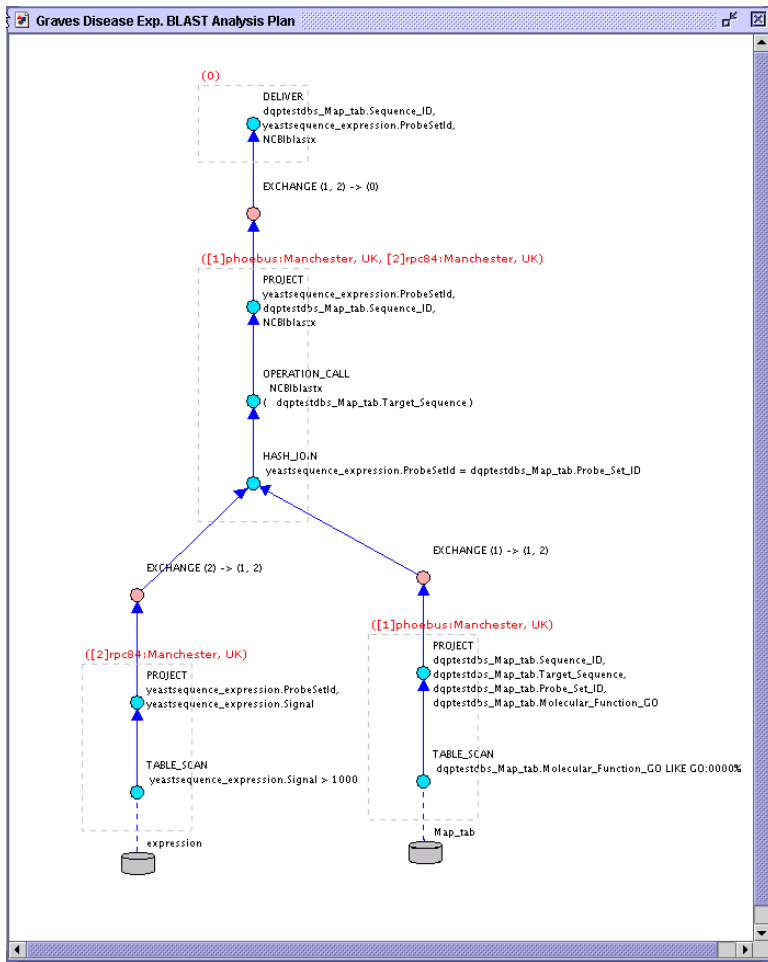 Graves Disease Exp. BLAST Analysis Plan
(0)
DELIVER
dqptestdbs_Map_tab.Sequence_ID,
yeastsequence_expression.ProbeSetId,
NCBIblastx
EXCHANGE (1, 2) -> (0)
([1]phoebus:Manchester, UK, [2]rpc84:Manchester, UK)
PROJECT
yeastsequence_expression.ProbeSetId,
dqptestdbs_Map_tab.Sequence_ID,
NCBIblastx
OPERATION_CALL
NCBIblastx
( dqptestdbs_Map_tab.Target_Sequence )
HASH_JOIN
yeastsequence_expression.ProbeSetId = dqptestdbs_Map_tab.Probe_Set_ID
EXCHANGE (2) -> (1, 2)
([2]rpc84:Manchester, UK)
PROJECT
yeastsequence_expression.ProbeSetId,
yeastsequence_expression.Signal
TABLE_SCAN
yeastsequence_expression.Signal > 1000
expression
EXCHANGE (1) -> (1, 2)
([1]phoebus:Manchester, UK)
PROJECT
dqptestdbs_Map_tab.Sequence_ID,
dqptestdbs_Map_tab.Target_Sequence,
dqptestdbs_Map_tab.Probe_Set_ID,
dqptestdbs_Map_tab.Molecular_Function_GO
TABLE_SCAN
dqptestdbs_Map_tab.Molecular_Function_GO LIKE GO:0000%
Map_tab